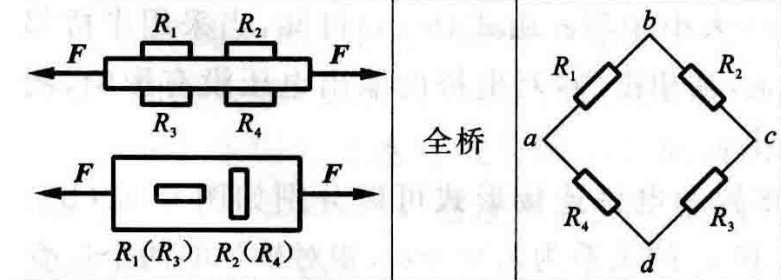 R₁ R₂
F F
R₃ R₄
F F
R₁(R₃) R₂(R₄)
全桥
b
R₁ R₂
a c
R₄ R₃
d